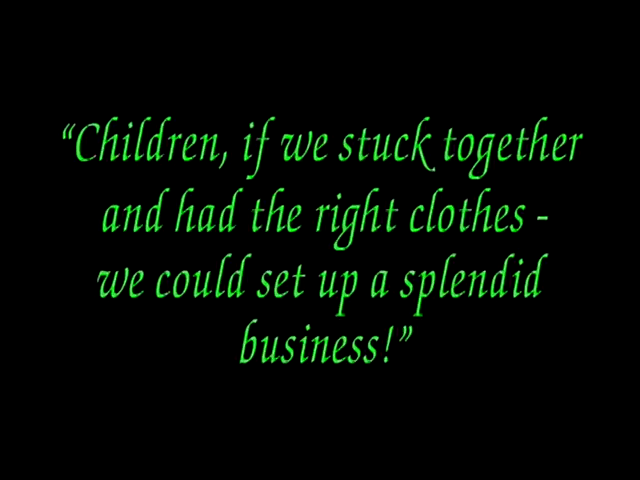 “Children, if we stuck together
and had the right clothes -
we could set up a splendid
business!”